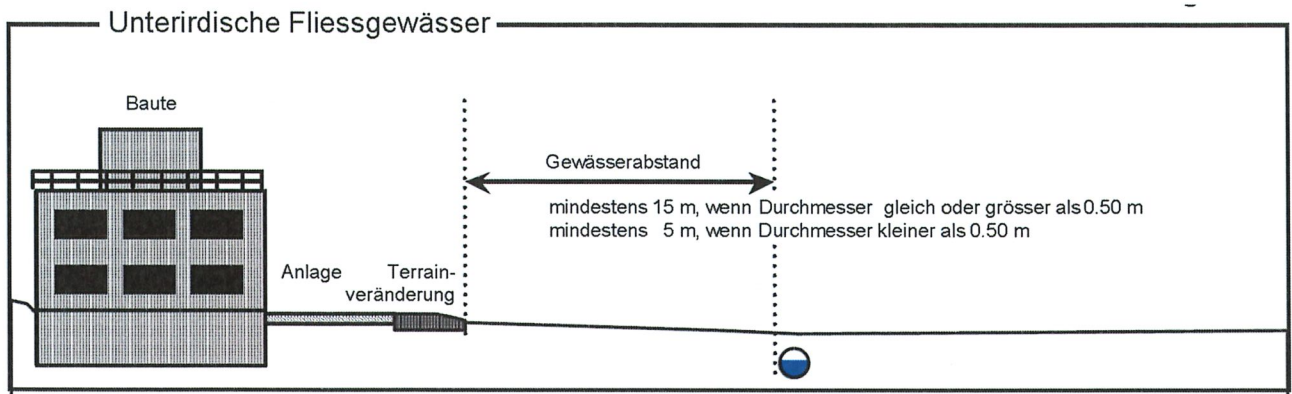 Unterirdische Fliessgewässer
Baute
Gewässerabstand
mindestens 15 m, wenn Durchmesser gleich oder grösser als 0.50 m
mindestens 5 m, wenn Durchmesser kleiner als 0.50 m
Anlage Terrain-
veränderung